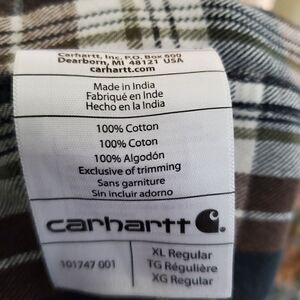 Carhartt, Inc. P.O. Box 600
Dearborn, MI 48121 USA
carhartt.com
Made in India
Fabriqué en Inde
Hecho en la India
100% Cotton
100% Coton
100% Algodón
Exclusive of trimming
Sans garniture
Sin incluir adorno
carhartt
101747 001
XL Regular
TG Régulière
XG Regular